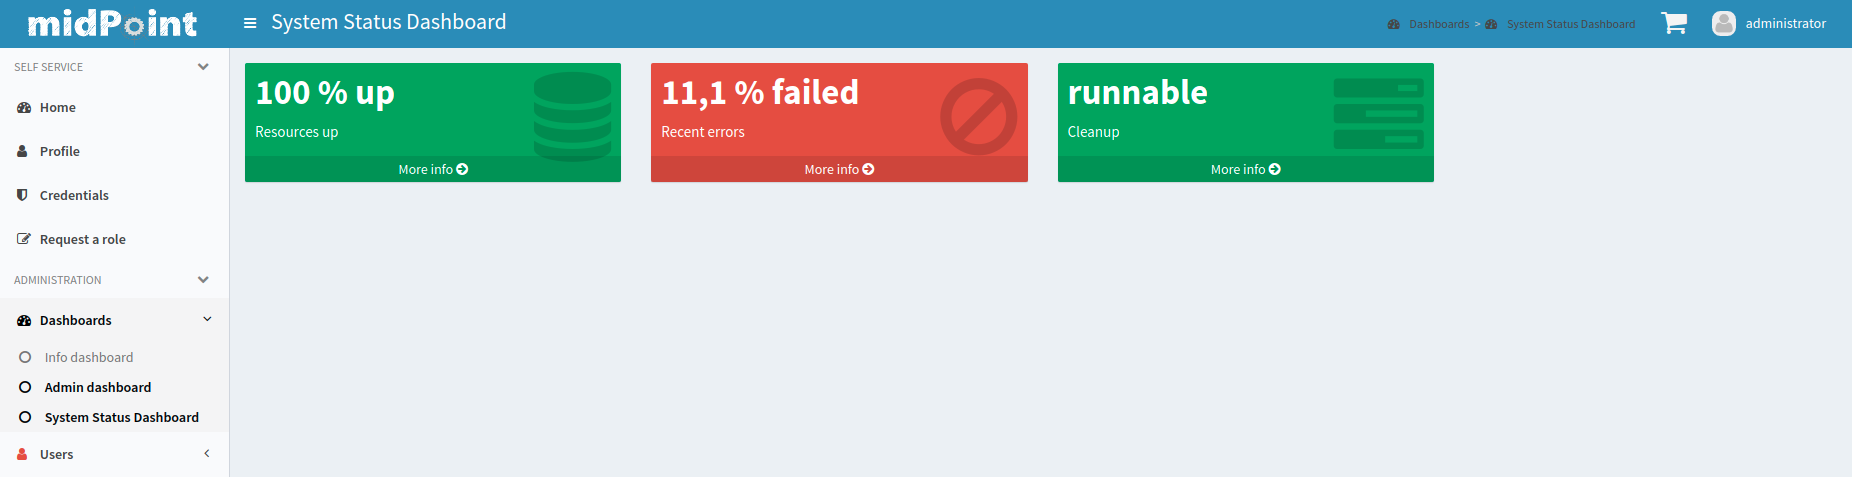 midPoint
System Status Dashboard
Dashboards > System Status Dashboard
administrator
SELF SERVICE
Home
Profile
Credentials
Request a role
ADMINISTRATION
Dashboards
Info dashboard
Admin dashboard
System Status Dashboard
Users
100 % up
Resources up
More info
11,1 % failed
Recent errors
More info
runnable
Cleanup
More info